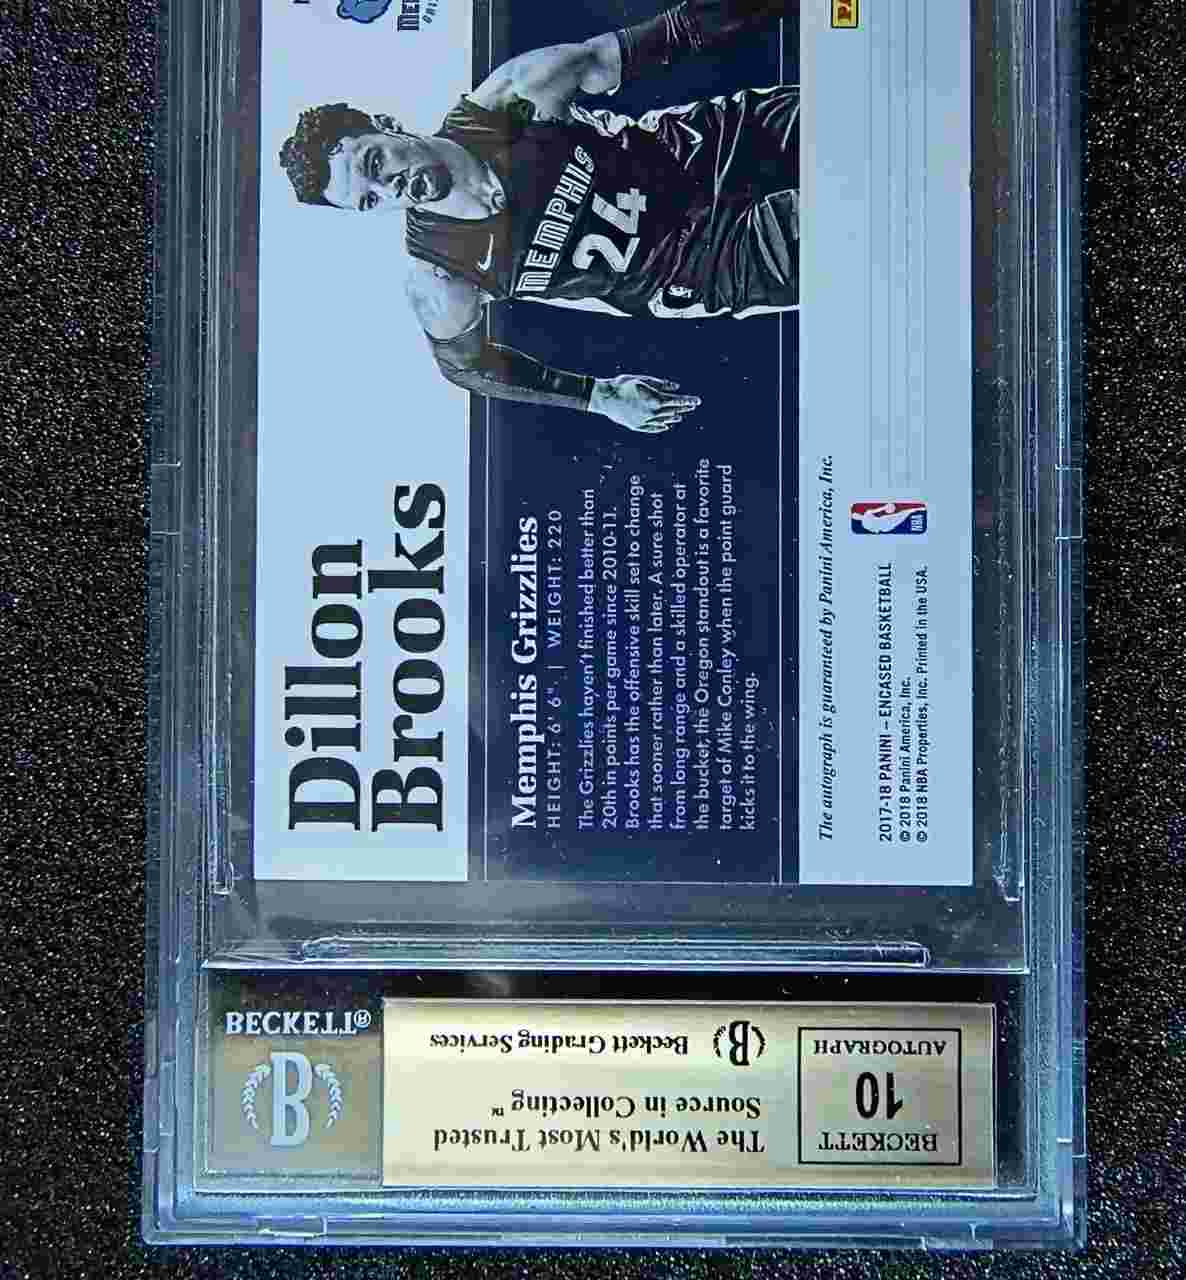 Dillon
Brooks
Memphis Grizzlies
HEIGHT: 6' 6" | WEIGHT: 220
The Grizzlies haven't finished better than
20th in points per game since 2010-11.
Brooks has the offensive skill set to change
that sooner rather than later. A sure shot
from long range and a skilled operator at
the bucket, the Oregon standout is a favorite
target of Mike Conley when the point guard
kicks it to the wing.
MEMPHIS
24
The autograph is guaranteed by Panini America, Inc.
2017-18 PANINI – ENCASED BASKETBALL
© 2018 Panini America, Inc.
© 2018 NBA Properties, Inc. Printed in the USA.
NBA
BECKETT
10
AUTOGRAPH
The World's Most Trusted
Source in Collecting™
B
Beckett Grading Services
BECKETT®
B